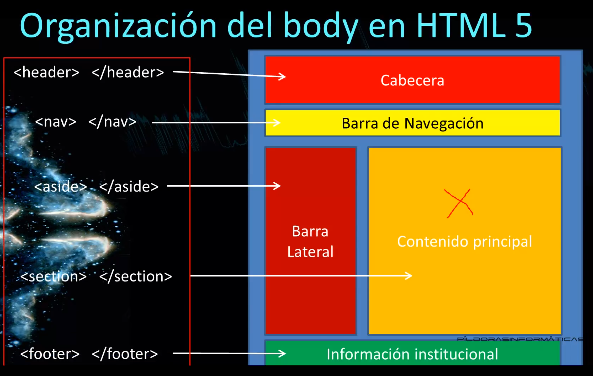 Organización del body en HTML 5
<header> </header>
Cabecera
<nav> </nav>
Barra de Navegación
<aside> </aside>
Barra
Lateral
Contenido principal
<section> </section>
PÍLDORASINFORMÁTICAS
<footer> </footer>
Información institucional